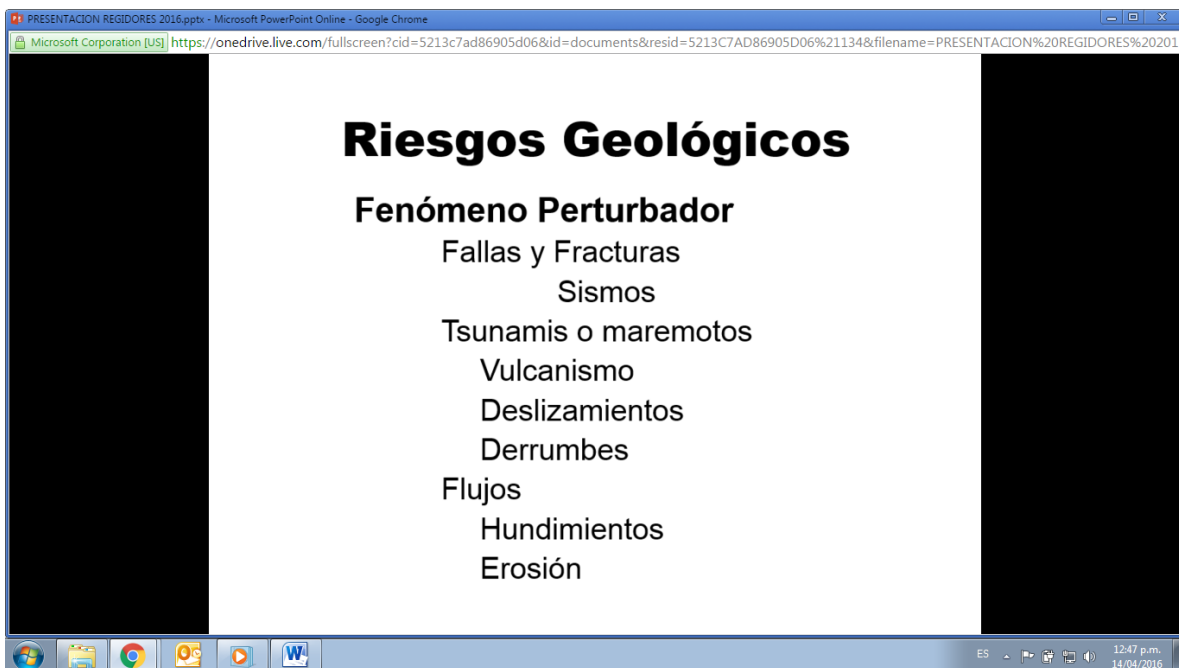 PRESENTACION REGIDORES 2016.pptx - Microsoft PowerPoint Online - Google Chrome
Microsoft Corporation [US] https://onedrive.live.com/fullscreen?cid=5213c7ad86905d06&id=documents&resid=5213C7AD86905D06%21134&filename=PRESENTACION%20REGIDORES%20201
Riesgos Geológicos
Fenómeno Perturbador
Fallas y Fracturas
Sismos
Tsunamis o maremotos
Vulcanismo
Deslizamientos
Derrumbes
Flujos
Hundimientos
Erosión
ES 12:47 p.m.
14/04/2016